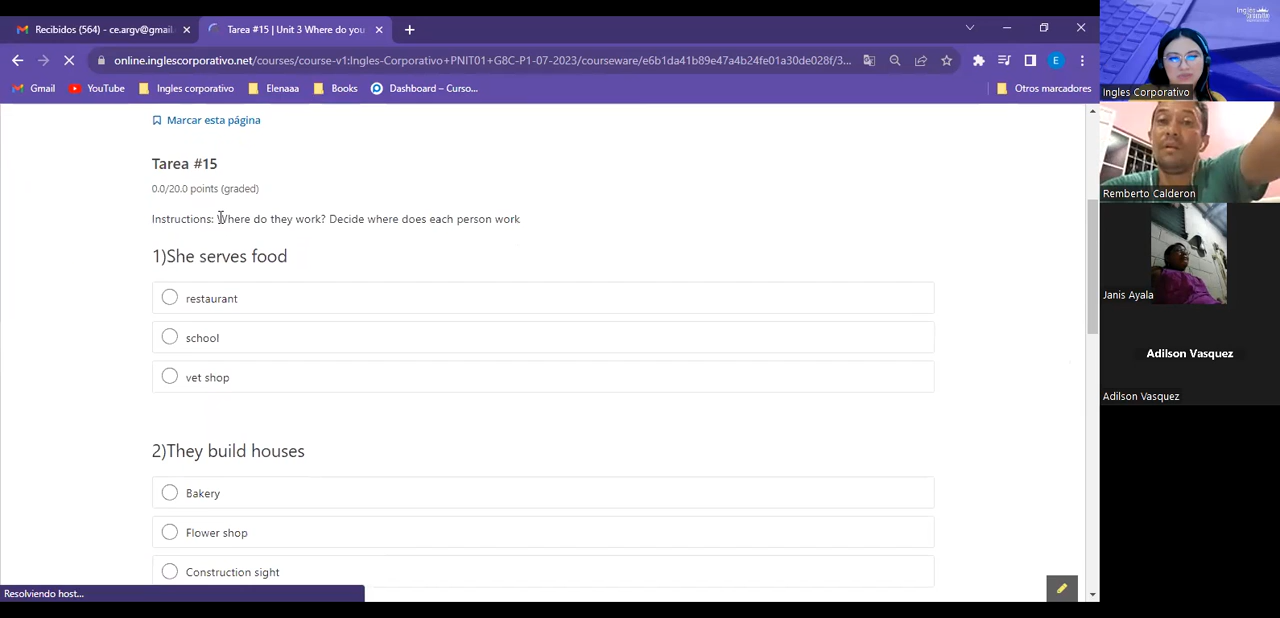 Recibidos (564) - ce.argv@gmail.
Tarea #15 | Unit 3 Where do you
online.inglescorporativo.net/courses/course-v1:Ingles-Corporativo+PNIT01+G8C-P1-07-2023/courseware/e6b1da41b89e47a4b24fe01a30de028f/3...
E
Gmail
YouTube
Ingles corporativo
Elenaaa
Books
Dashboard – Curso...
Otros marcadores
Marcar esta página
Tarea #15
0.0/20.0 points (graded)
Instructions: Where do they work? Decide where does each person work
1)She serves food
restaurant
school
vet shop
2)They build houses
Bakery
Flower shop
Construction sight
Resolviendo host...
Ingles Corporativo
Remberto Calderon
Janis Ayala
Adilson Vasquez
Adilson Vasquez